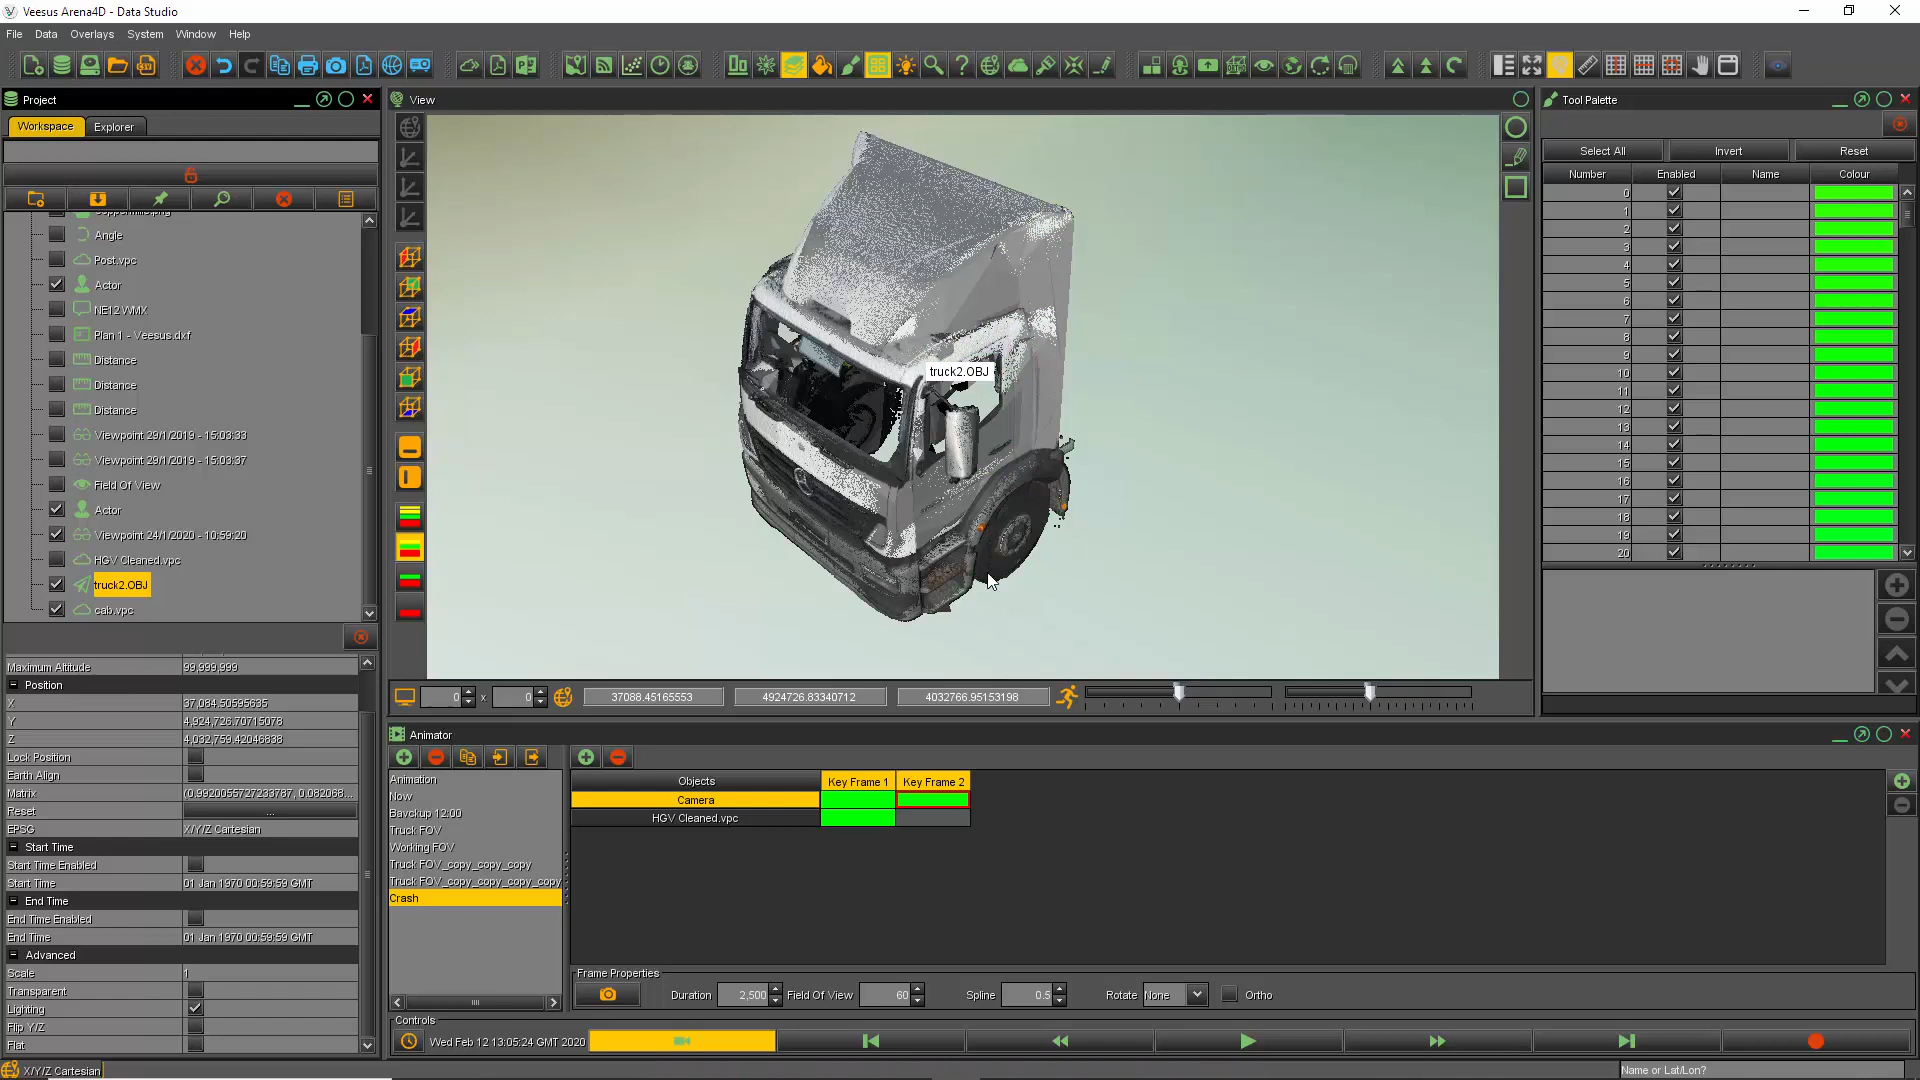 Veesus Arena4D - Data Studio
File Data Overlays System Window Help
Project
Workspace Explorer
Angle
Post.vpc
Actor
NE12 WMX
Plan 1 - Veesus.dxf
Distance
Distance
Distance
Viewpoint 29/1/2019 - 15:03:33
Viewpoint 29/1/2019 - 15:03:37
Field Of View
Actor
Viewpoint 24/1/2020 - 10:59:20
HGV Cleaned.vpc
truck2.OBJ
cab.vpc
Maximum Altitude 99,999,999
Position
X 37,084.50595635
Y 4,924,726.70715078
Z 4,032,759.42046838
Lock Position
Earth Align
Matrix (0.9920055727233787, 0.082068...
Reset ...
EPSG X/Y/Z Cartesian
Start Time
Start Time Enabled
Start Time 01 Jan 1970 00:59:59 GMT
End Time
End Time Enabled
End Time 01 Jan 1970 00:59:59 GMT
Advanced
Scale 1
Transparent
Lighting
Flip Y/Z
Flat
X/Y/Z Cartesian
View
truck2.OBJ
0 x 0 37088.45165553 4924726.83340712 4032766.95153198
Animator
Animation
Now
Bavckup 12:00
Truck FOV
Working FOV
Truck FOV_copy_copy_copy
Truck FOV_copy_copy_copy_copy
Crash
Objects Key Frame 1 Key Frame 2
Camera
HGV Cleaned.vpc
Frame Properties
Duration 2,500 Field Of View 60 Spline 0.5 Rotate None Ortho
Controls
Wed Feb 12 13:05:24 GMT 2020
Tool Palette
Select All Invert Reset
Number Enabled Name Colour
0
1
2
3
4
5
6
7
8
9
10
11
12
13
14
15
16
17
18
19
20
Name or Lat/Lon?